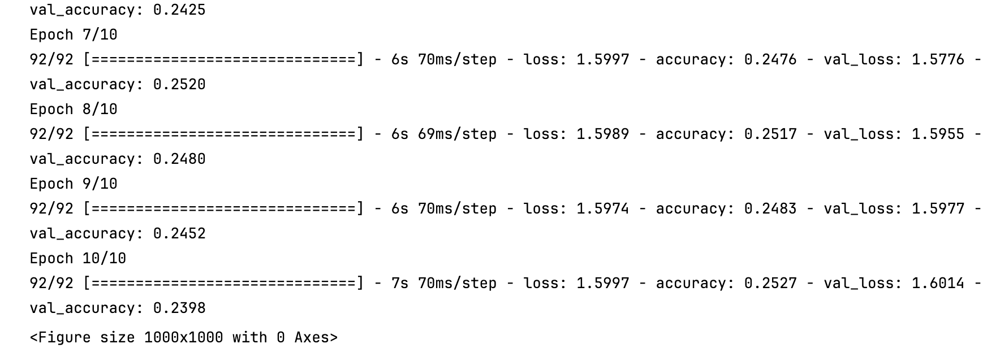 val_accuracy: 0.2425
Epoch 7/10
92/92 [==============================] - 6s 70ms/step - loss: 1.5997 - accuracy: 0.2476 - val_loss: 1.5776 -
val_accuracy: 0.2520
Epoch 8/10
92/92 [==============================] - 6s 69ms/step - loss: 1.5989 - accuracy: 0.2517 - val_loss: 1.5955 -
val_accuracy: 0.2480
Epoch 9/10
92/92 [==============================] - 6s 70ms/step - loss: 1.5974 - accuracy: 0.2483 - val_loss: 1.5977 -
val_accuracy: 0.2452
Epoch 10/10
92/92 [==============================] - 7s 70ms/step - loss: 1.5997 - accuracy: 0.2527 - val_loss: 1.6014 -
val_accuracy: 0.2398
<Figure size 1000x1000 with 0 Axes>